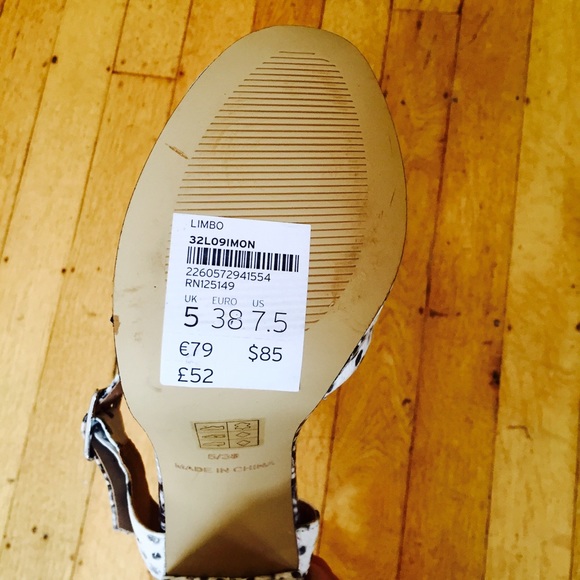 LIMBO
32L09IMON
2260572941554
RN125149
UK EURO US
5 38 7.5
€79 $85
£52
5/38
MADE IN CHINA